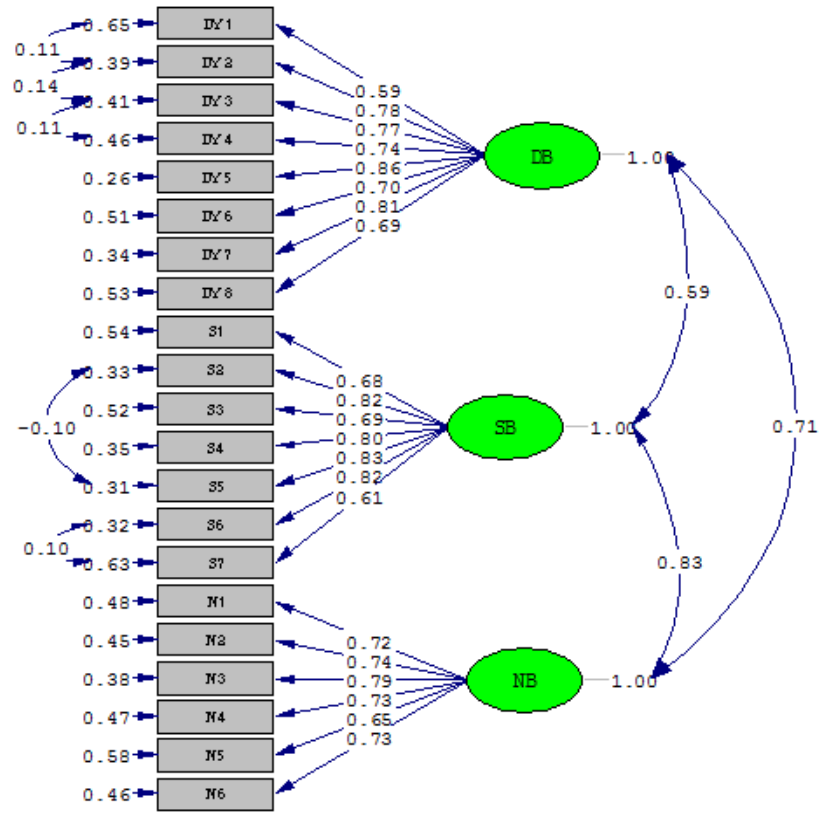 0.65 DY1
0.11
0.39 DY2
0.14
0.41 DY3
0.11
0.46 DY4
0.26 DY5
0.51 DY6
0.34 DY7
0.53 DY8
0.59
0.78
0.77
0.74
0.86
0.70
0.81
0.69
DB 1.00
0.54 S1
0.33 S2
0.52 S3
-0.10
0.35 S4
0.31 S5
0.32 S6
0.10
0.63 S7
0.68
0.82
0.69
0.80
0.83
0.82
0.61
SB 1.00
0.59
0.71
0.83
0.48 N1
0.45 N2
0.38 N3
0.47 N4
0.58 N5
0.46 N6
0.72
0.74
0.79
0.73
0.65
0.73
NB 1.00